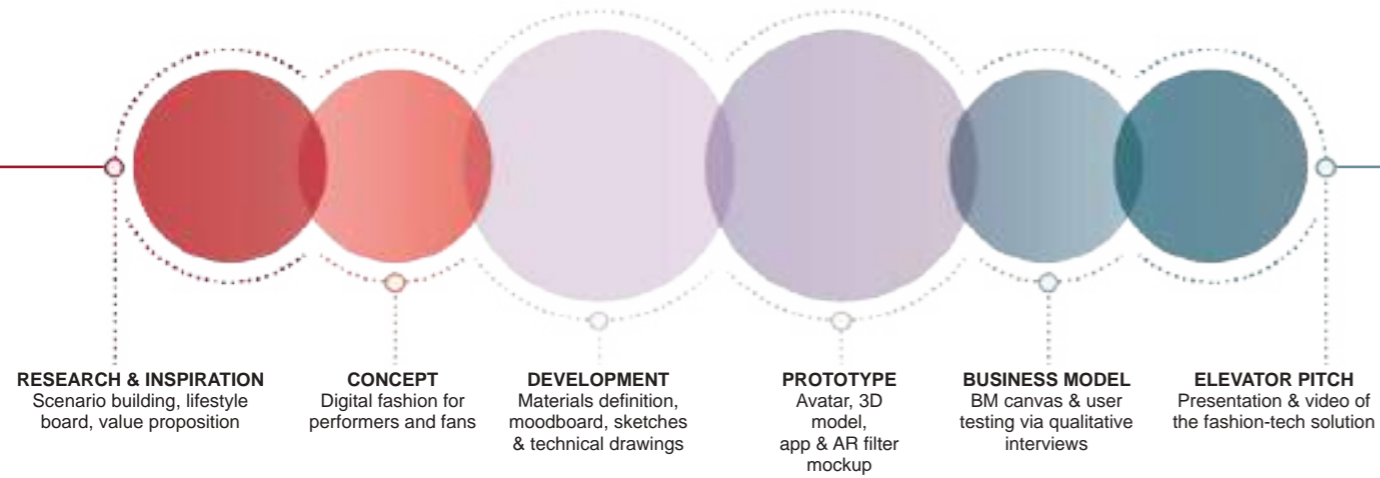 RESEARCH & INSPIRATION
Scenario building, lifestyle
board, value proposition
CONCEPT
Digital fashion for
performers and fans
DEVELOPMENT
Materials definition,
moodboard, sketches
& technical drawings
PROTOTYPE
Avatar, 3D
model,
app & AR filter
mockup
BUSINESS MODEL
BM canvas & user
testing via qualitative
interviews
ELEVATOR PITCH
Presentation & video of
the fashion-tech solution